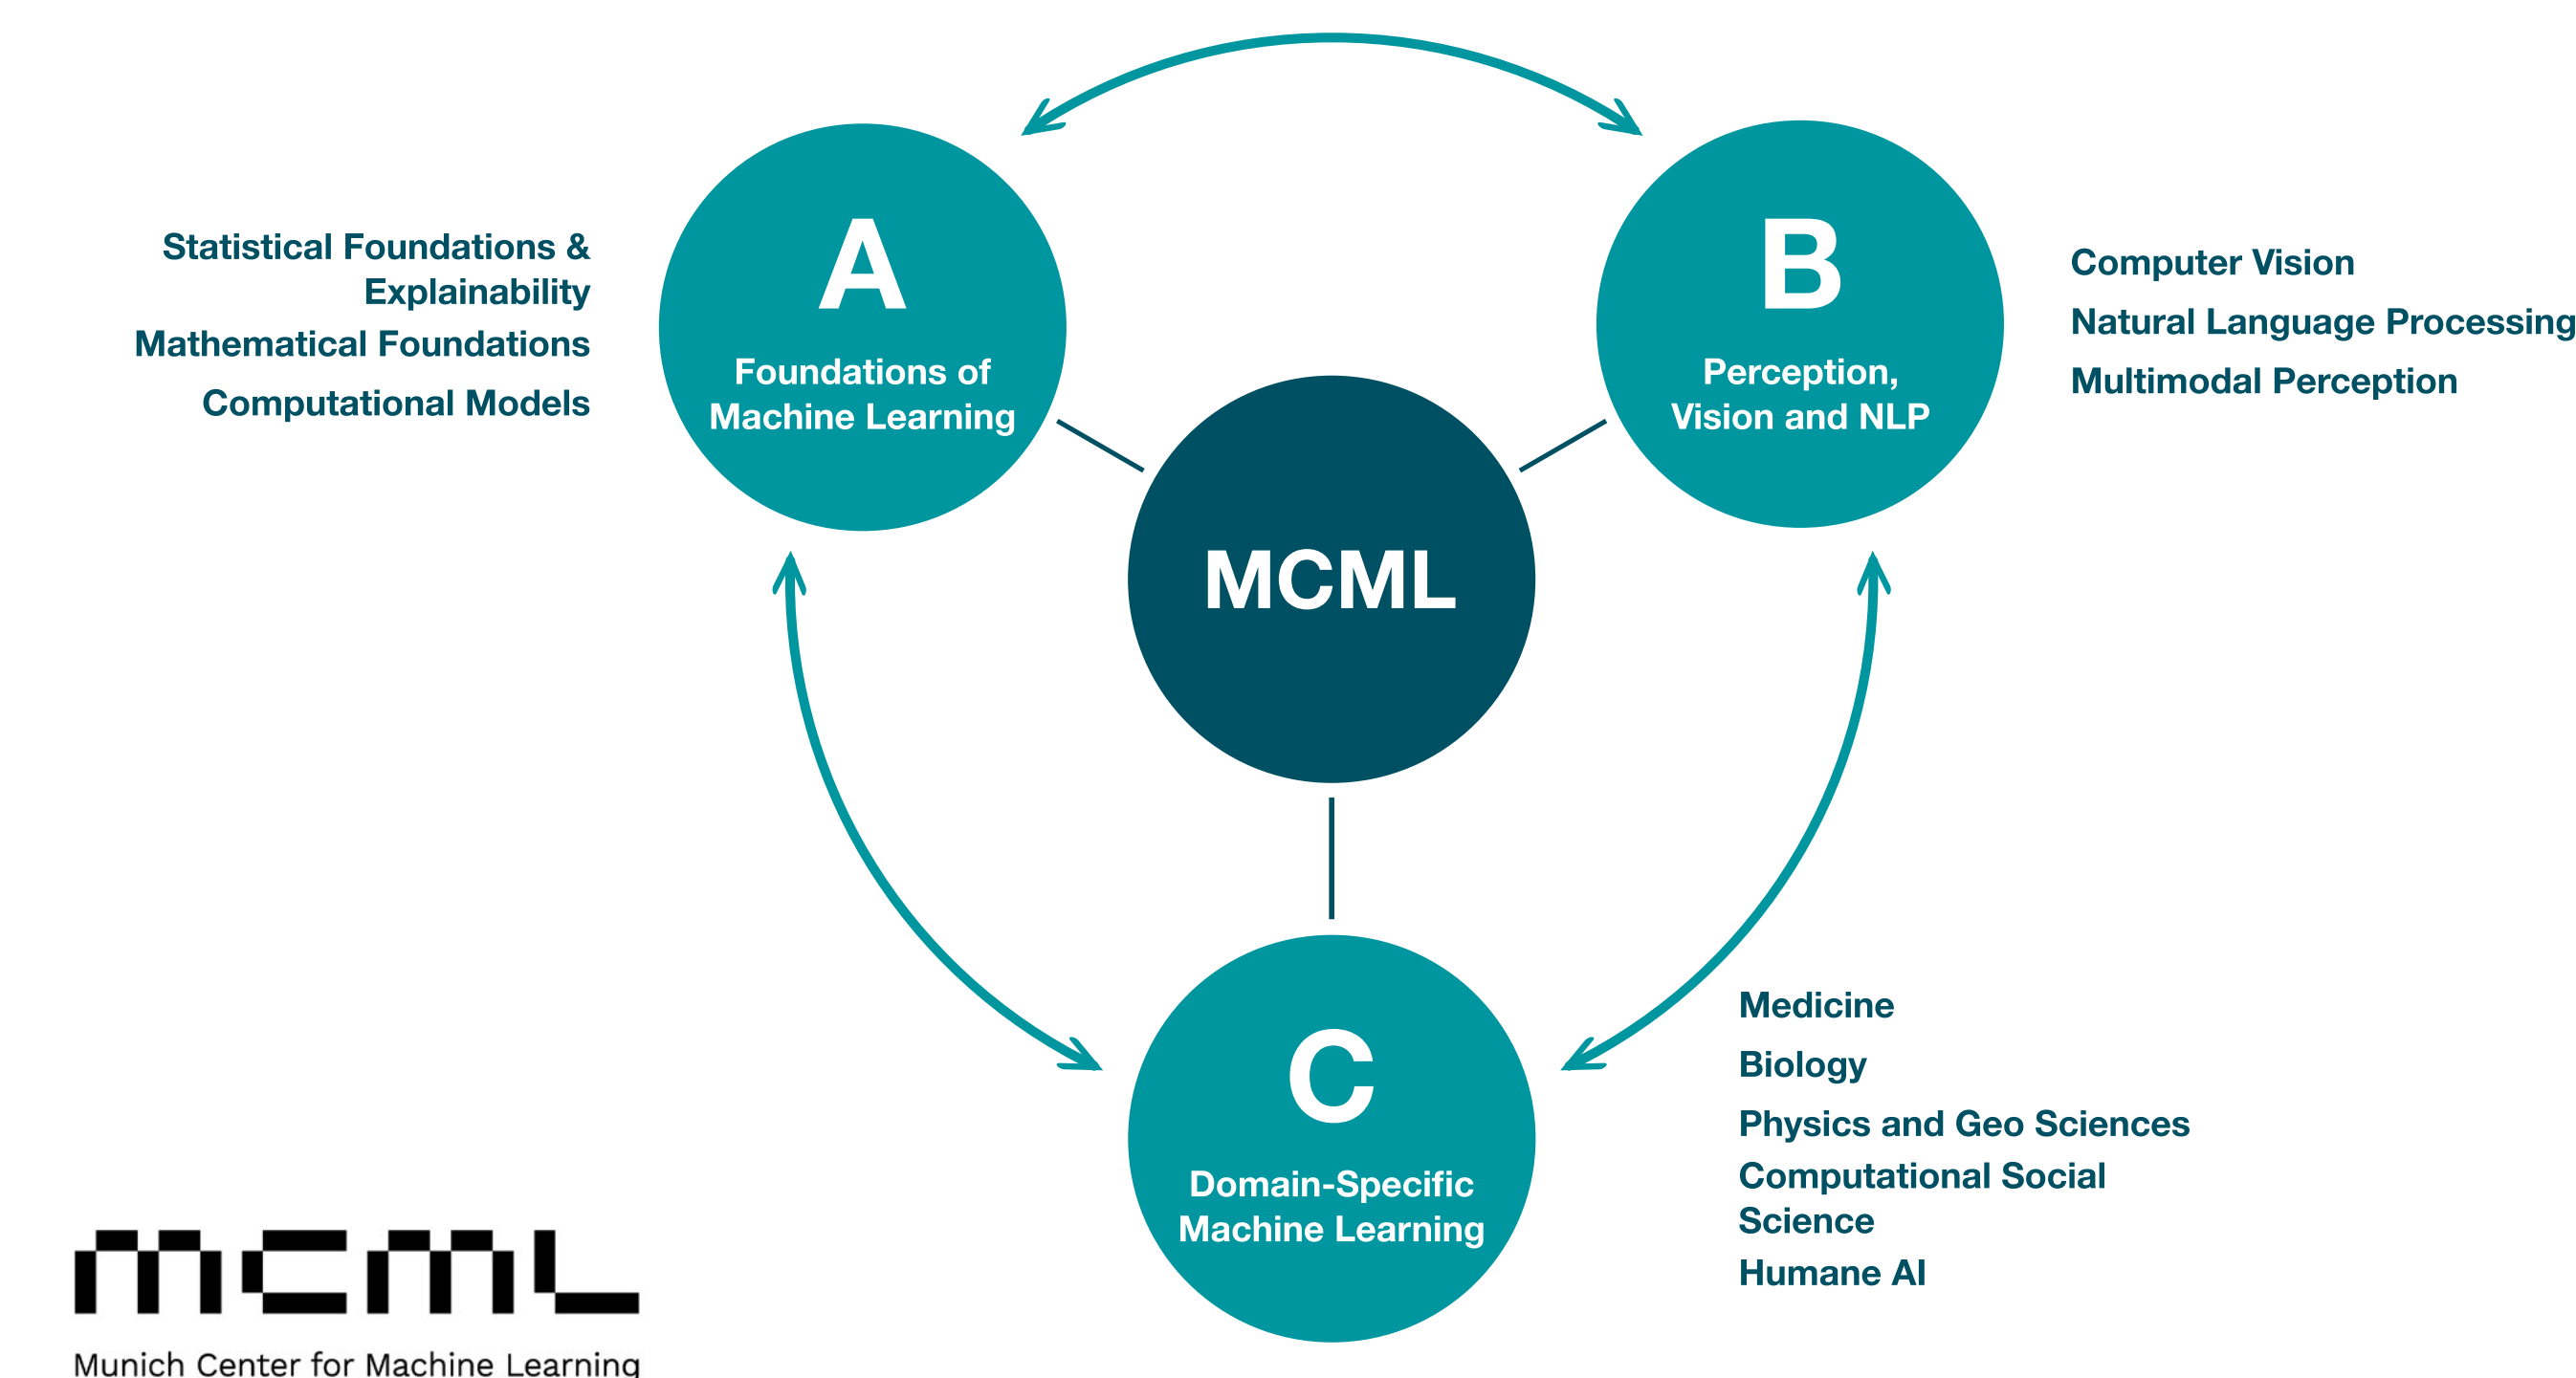 Statistical Foundations &
Explainability
Mathematical Foundations
Computational Models
A
Foundations of
Machine Learning
B
Perception,
Vision and NLP
Computer Vision
Natural Language Processing
Multimodal Perception
MCML
C
Domain-Specific
Machine Learning
Medicine
Biology
Physics and Geo Sciences
Computational Social
Science
Humane AI
mcml
Munich Center for Machine Learning